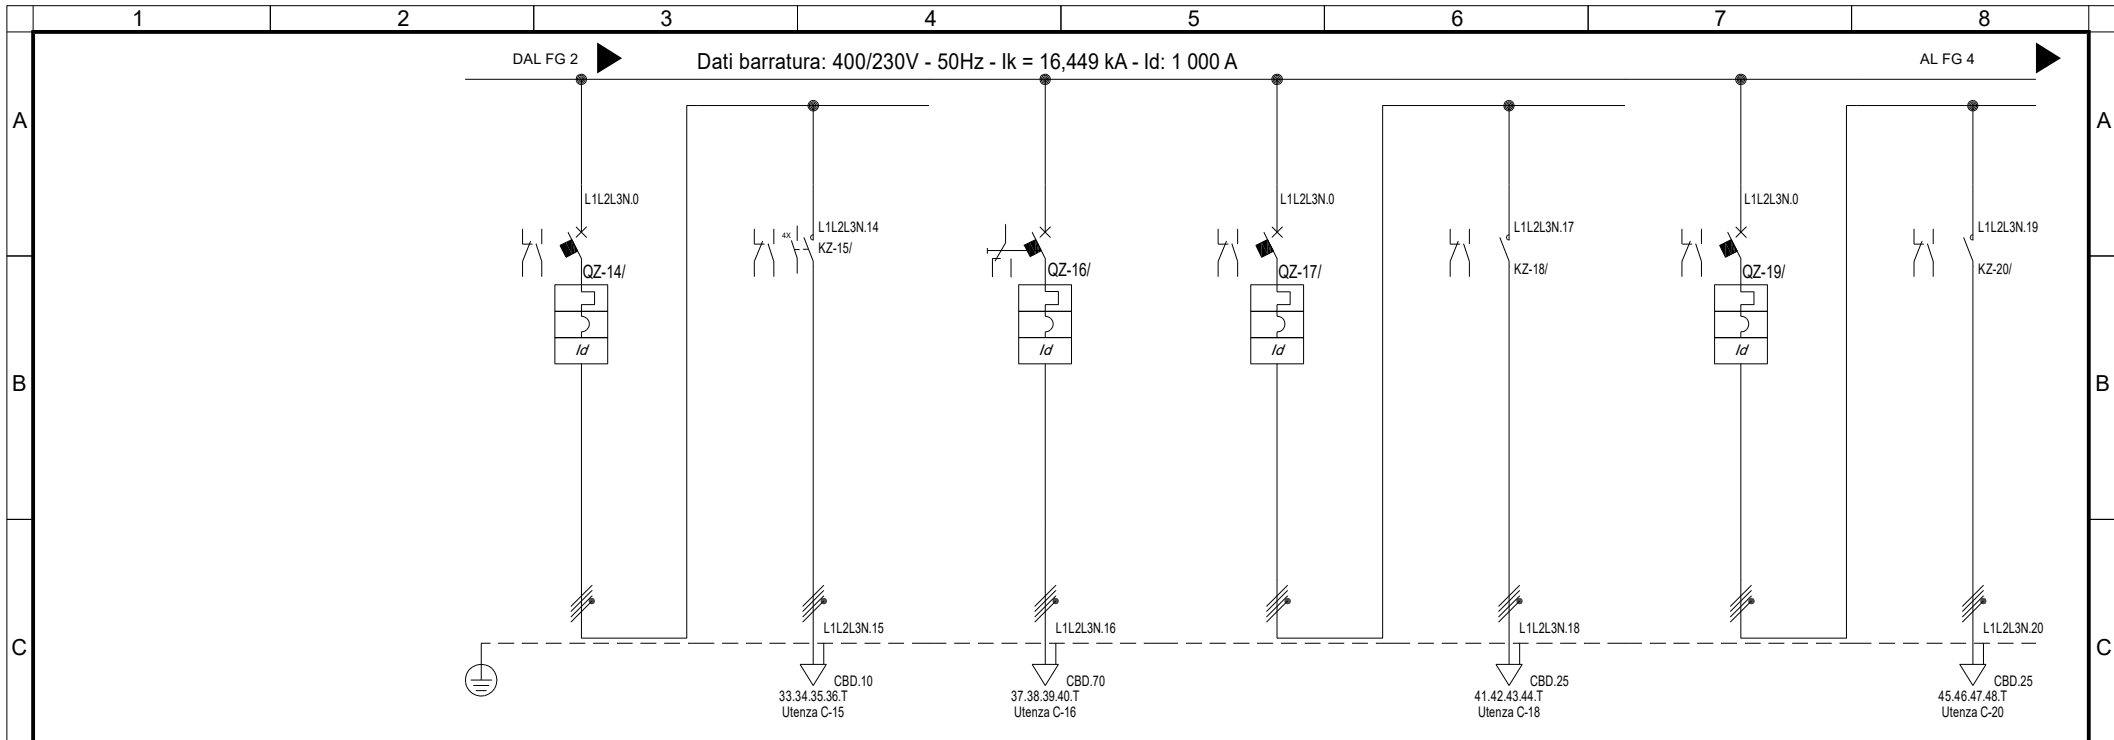 1 2 3 4 5 6 7 8
DAL FG 2 Dati barratura: 400/230V - 50Hz - Ik = 16,449 kA - Id: 1 000 A AL FG 4
A A
L1L2L3N.0 L1L2L3N.0 L1L2L3N.0
4X L1L2L3N.14 L1L2L3N.17 L1L2L3N.19
KZ-15/ KZ-18/ KZ-20/
QZ-14/ QZ-16/ QZ-17/ QZ-19/
Id Id Id Id
B B
L1L2L3N.15 L1L2L3N.16 L1L2L3N.18 L1L2L3N.20
C C
CBD.10 CBD.70 CBD.25 CBD.25
33.34.35.36.T 37.38.39.40.T 41.42.43.44.T 45.46.47.48.T
Utenza C-15 Utenza C-16 Utenza C-18 Utenza C-20